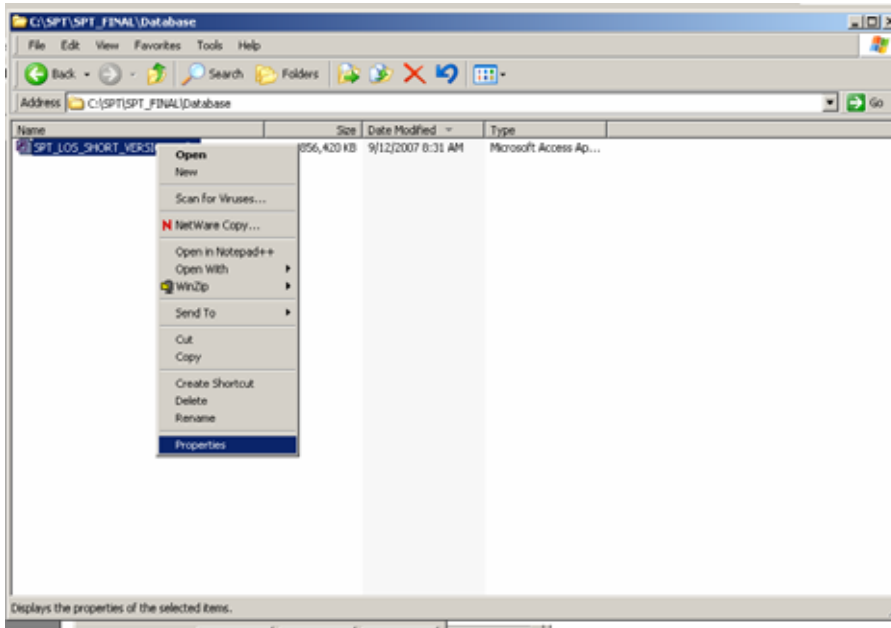 C:\SPT\SPT_FINAL\Database
File Edit View Favorites Tools Help
Back Search Folders
Address C:\SPT\SPT_FINAL\Database Go
Name Size Date Modified Type
SPT_LOS_SHORT_VERSI 856,420 KB 9/12/2007 8:31 AM Microsoft Access Ap...
Open
New
Scan for Viruses...
NetWare Copy...
Open in Notepad++
Open With
WinZip
Send To
Cut
Copy
Create Shortcut
Delete
Rename
Properties
Displays the properties of the selected items.